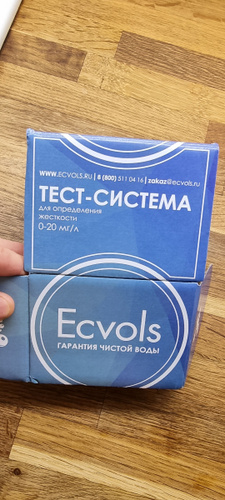 WWW.ECVOLS.RU | 8 (800) 511 04 16 | zakaz@ecvols.ru
ТЕСТ-СИСТЕМА
для определения
жесткости
0-20 мг/л
Ecvols
ГАРАНТИЯ ЧИСТОЙ ВОДЫ